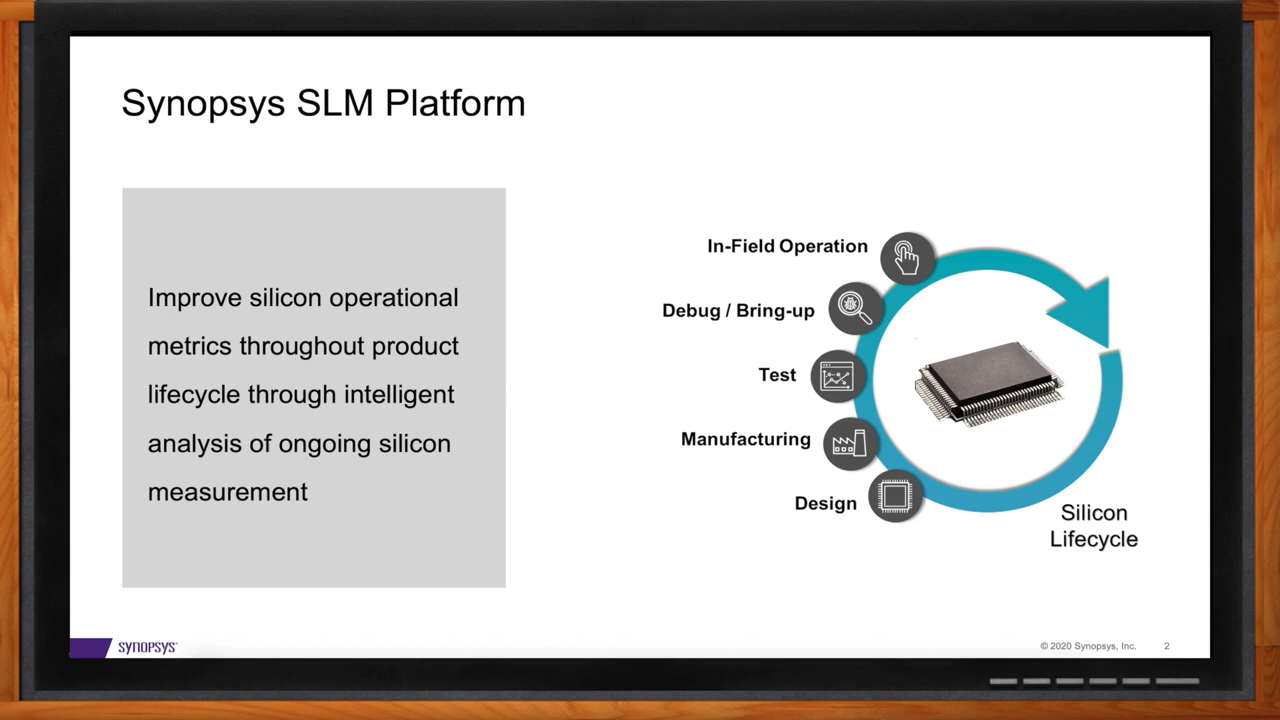 Synopsys SLM Platform
Improve silicon operational
metrics throughout product
lifecycle through intelligent
analysis of ongoing silicon
measurement
In-Field Operation
Debug / Bring-up
Test
Manufacturing
Design
Silicon
Lifecycle
SYNOPSYS®
© 2020 Synopsys, Inc.
2